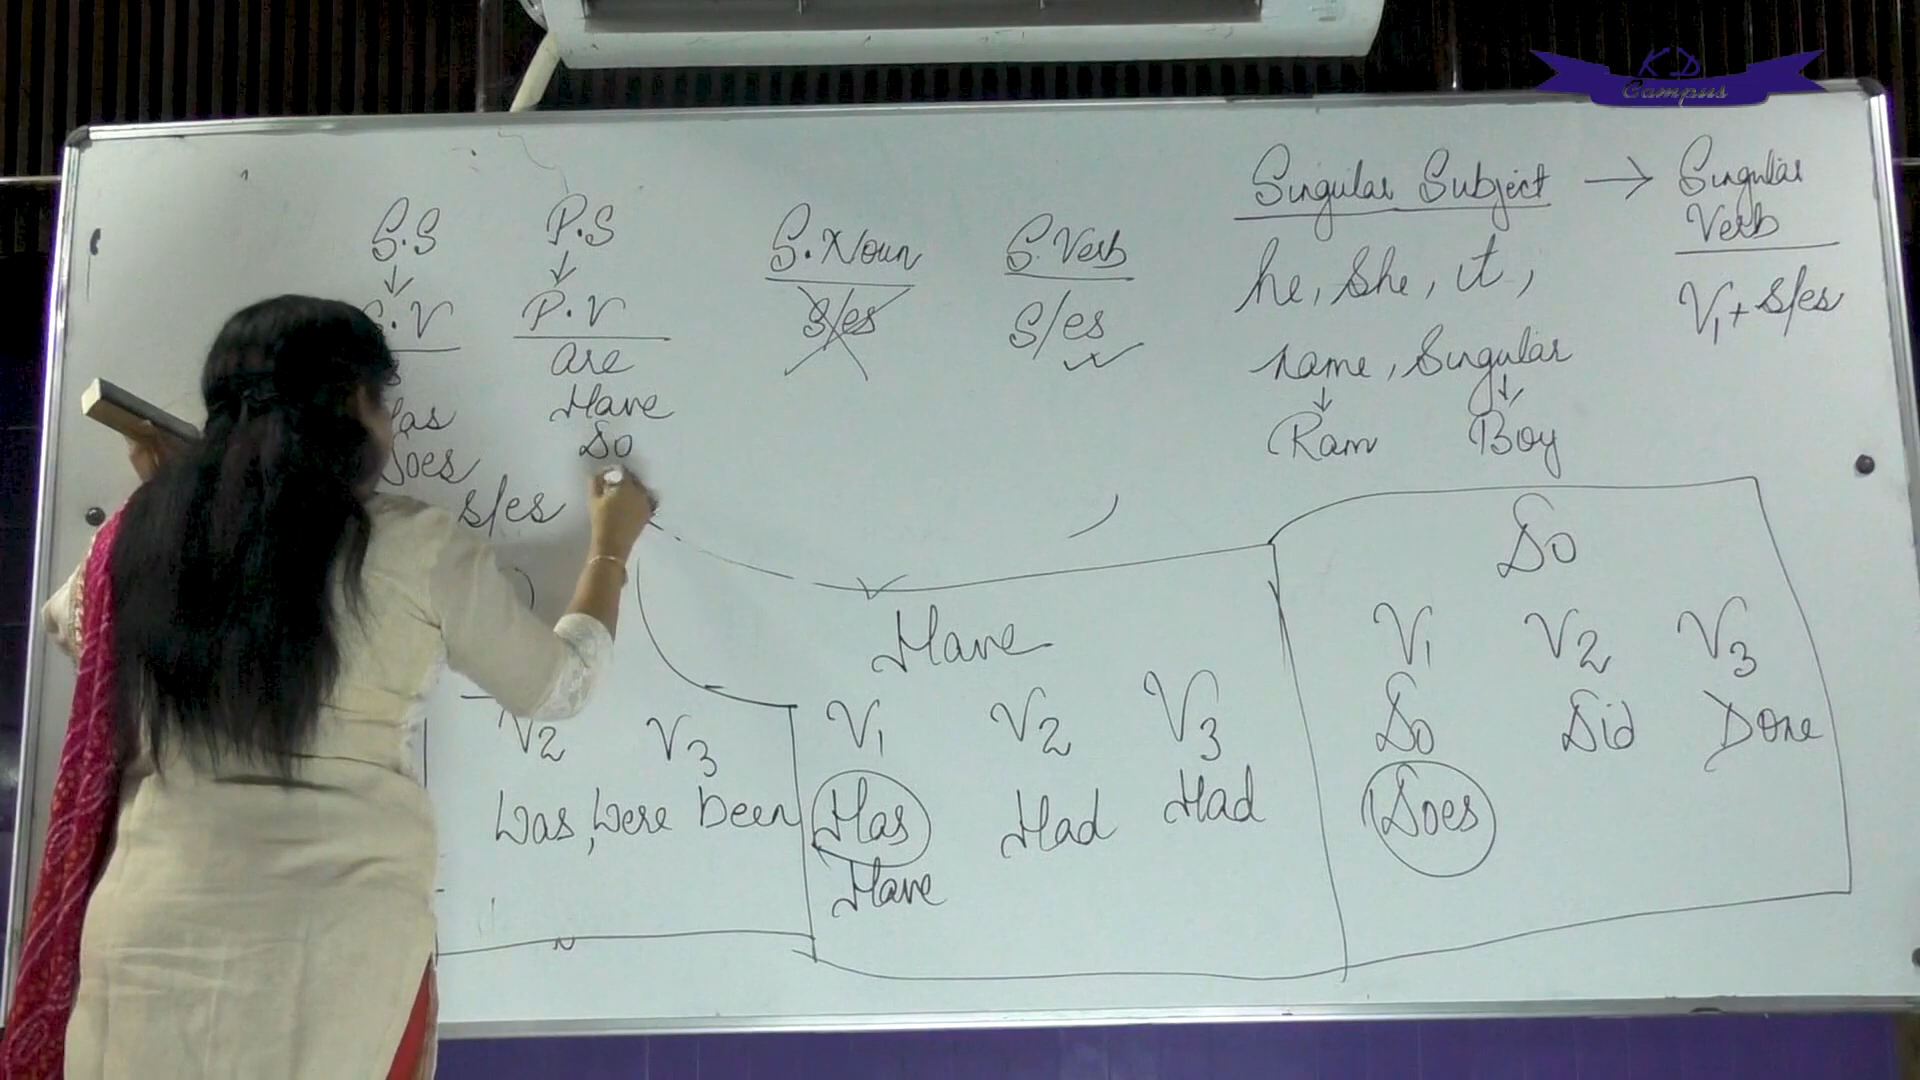 K D
Campus
S.S P.S
S.V P.V
are
Have
Do
Does
s/es
S.Noun S.Verb
S/es S/es
Singular Subject → Singular Verb
he, She, it, V1 + s/es
name, Singular
Ram Boy
V2 V3
was, were been
Have
V1 V2 V3
Has Had Had
Have
Do
V1 V2 V3
Do Did Done
Does